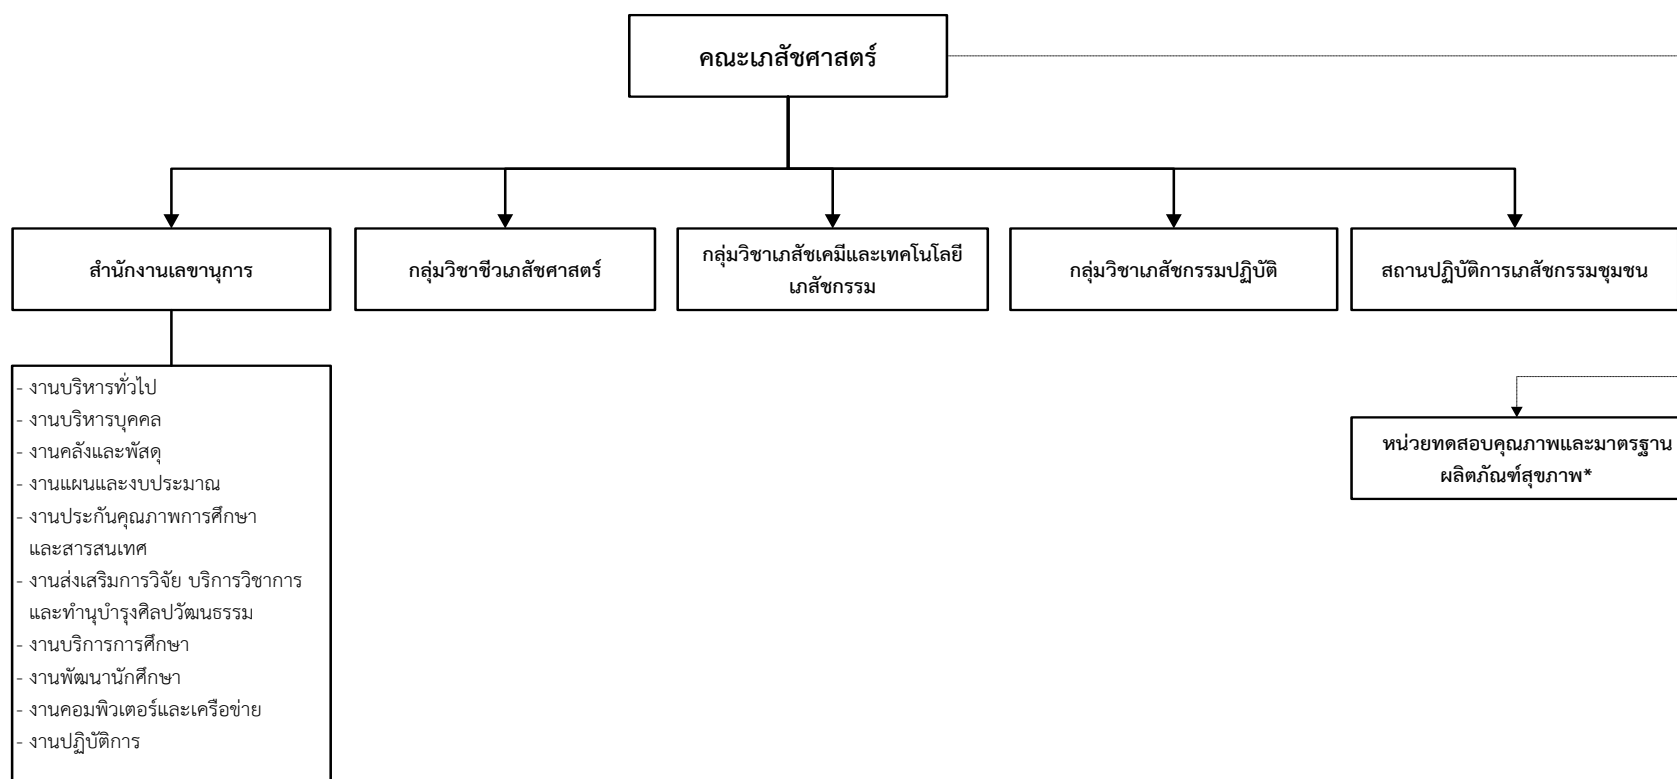 คณะเภสัชศาสตร์
สำนักงานเลขานุการ
กลุ่มวิชาชีวเภสัชศาสตร์
กลุ่มวิชาเภสัชเคมีและเทคโนโลยี
เภสัชกรรม
กลุ่มวิชาเภสัชกรรมปฏิบัติ
สถานปฏิบัติการเภสัชกรรมชุมชน
- งานบริหารทั่วไป
- งานบริหารบุคคล
- งานคลังและพัสดุ
- งานแผนและงบประมาณ
- งานประกันคุณภาพการศึกษา
และสารสนเทศ
- งานส่งเสริมการวิจัย บริการวิชาการ
และทำนุบำรุงศิลปวัฒนธรรม
- งานบริการการศึกษา
- งานพัฒนานักศึกษา
- งานคอมพิวเตอร์และเครือข่าย
- งานปฏิบัติการ
หน่วยทดสอบคุณภาพและมาตรฐาน
ผลิตภัณฑ์สุขภาพ*